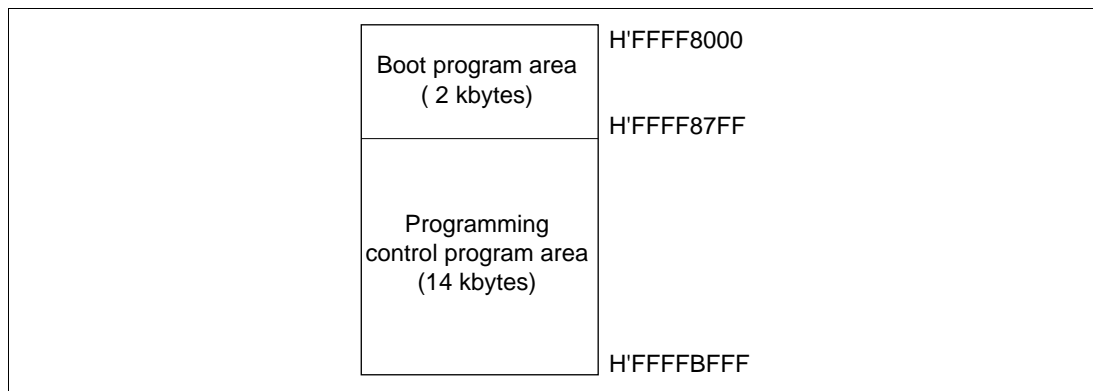 H'FFFF8000
Boot program area
( 2 kbytes)
H'FFFF87FF
Programming
control program area
(14 kbytes)
H'FFFFBFFF